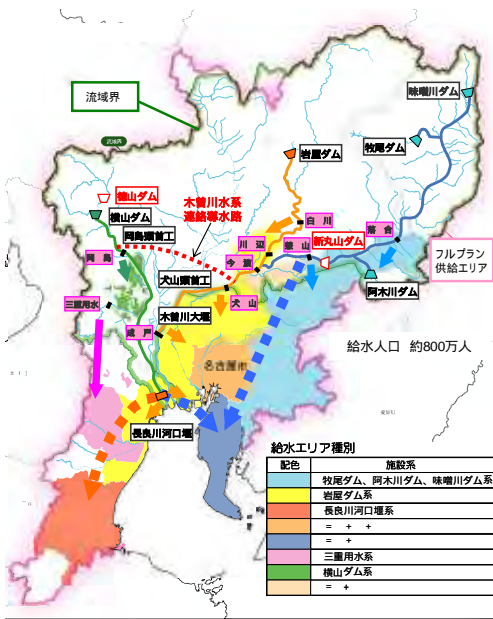 流域界
流域界
味噌川ダム
牧尾ダム
岩屋ダム
徳山ダム
横山ダム
木曽川水系
連絡導水路
岡島頭首工
岡島
白川
川辺
兼山
新丸山ダム
落合
今渡
フルプラン
供給エリア
犬山頭首工
犬山
阿木川ダム
三重用水
木曽川大堰
成戸
給水人口 約800万人
名古屋市
長良川河口堰
給水エリア種別
配色 施設系
牧尾ダム、阿木川ダム、味噌川ダム系
岩屋ダム系
長良川河口堰系
= + +
= +
三重用水系
横山ダム系
= +